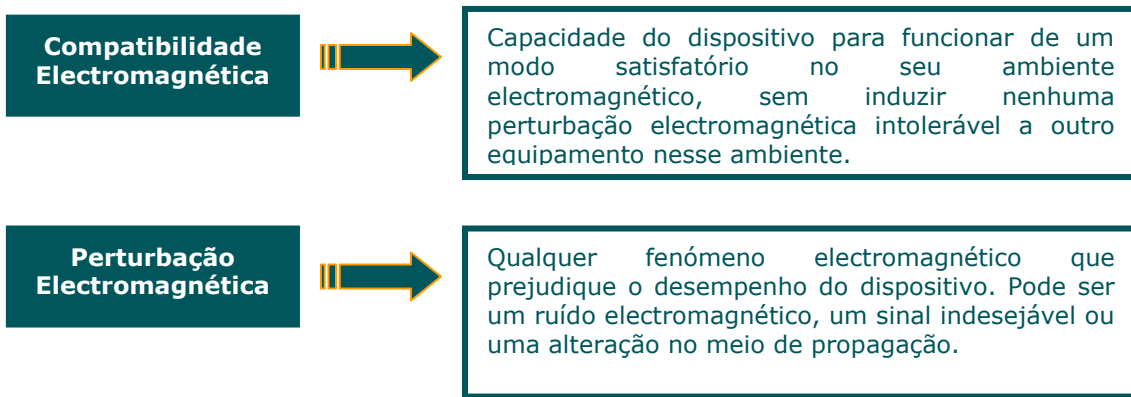 Compatibilidade
Electromagnética
Capacidade do dispositivo para funcionar de um
modo satisfatório no seu ambiente
electromagnético, sem induzir nenhuma
perturbação electromagnética intolerável a outro
equipamento nesse ambiente.
Perturbação
Electromagnética
Qualquer fenómeno electromagnético que
prejudique o desempenho do dispositivo. Pode ser
um ruído electromagnético, um sinal indesejável ou
uma alteração no meio de propagação.